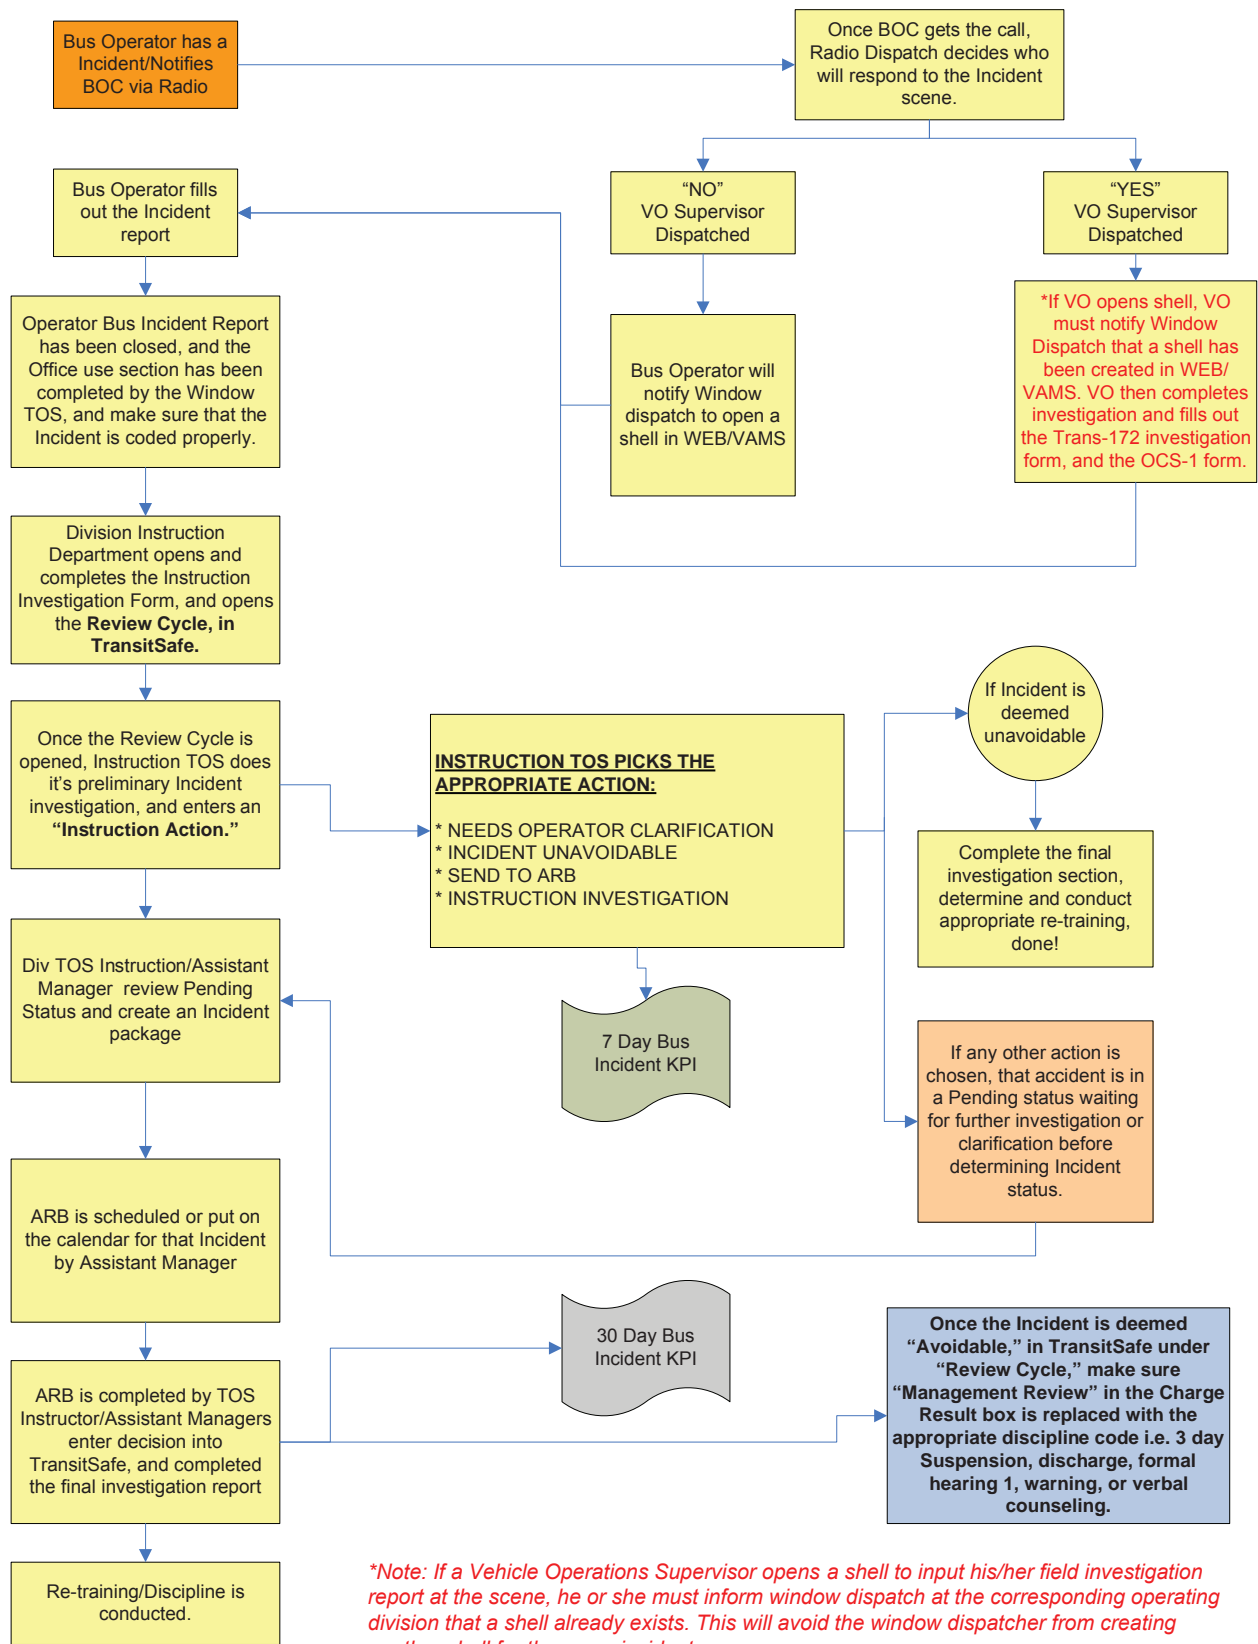 Bus Operator has a
Incident/Notifies
BOC via Radio
Once BOC gets the call,
Radio Dispatch decides who
will respond to the Incident
scene.
"NO"
VO Supervisor
Dispatched
"YES"
VO Supervisor
Dispatched
Bus Operator fills
out the Incident
report
Bus Operator will
notify Window
dispatch to open a
shell in WEB/VAMS
*If VO opens shell, VO
must notify Window
Dispatch that a shell has
been created in WEB/
VAMS. VO then completes
investigation and fills out
the Trans-172 investigation
form, and the OCS-1 form.
Operator Bus Incident Report
has been closed, and the
Office use section has been
completed by the Window
TOS, and make sure that the
Incident is coded properly.
Division Instruction
Department opens and
completes the Instruction
Investigation Form, and opens
the Review Cycle, in
TransitSafe.
Once the Review Cycle is
opened, Instruction TOS does
it's preliminary Incident
investigation, and enters an
"Instruction Action."
INSTRUCTION TOS PICKS THE
APPROPRIATE ACTION:
* NEEDS OPERATOR CLARIFICATION
* INCIDENT UNAVOIDABLE
* SEND TO ARB
* INSTRUCTION INVESTIGATION
If Incident is
deemed
unavoidable
Complete the final
investigation section,
determine and conduct
appropriate re-training,
done!
7 Day Bus
Incident KPI
If any other action is
chosen, that accident is in
a Pending status waiting
for further investigation or
clarification before
determining Incident
status.
Div TOS Instruction/Assistant
Manager review Pending
Status and create an Incident
package
ARB is scheduled or put on
the calendar for that Incident
by Assistant Manager
30 Day Bus
Incident KPI
ARB is completed by TOS
Instructor/Assistant Managers
enter decision into
TransitSafe, and completed
the final investigation report
Once the Incident is deemed
“Avoidable,” in TransitSafe under
“Review Cycle,” make sure
“Management Review” in the Charge
Result box is replaced with the
appropriate discipline code i.e. 3 day
Suspension, discharge, formal
hearing 1, warning, or verbal
counseling.
Re-training/Discipline is
conducted.
*Note: If a Vehicle Operations Supervisor opens a shell to input his/her field investigation
report at the scene, he or she must inform window dispatch at the corresponding operating
division that a shell already exists. This will avoid the window dispatcher from creating